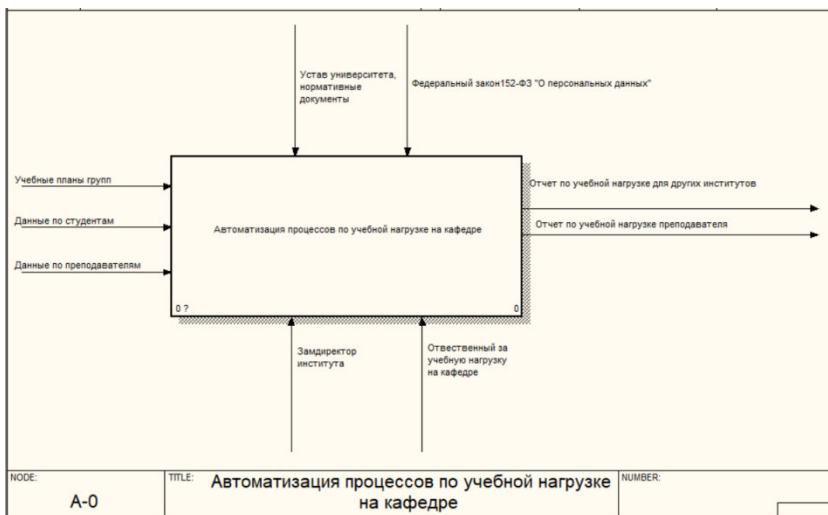 Устав университета,
нормативные
документы
Федеральный закон152-ФЗ "О персональных данных"
Учебные планы групп
Данные по студентам
Данные по преподавателям
Автоматизация процессов по учебной нагрузке на кафедре
0 ?
0
Отчет по учебной нагрузке для других институтов
Отчет по учебной нагрузке преподавателя
Замдиректор
института
Отвественный за
учебную нагрузку
на кафедре
NODE:
A-0
TITLE:
Автоматизация процессов по учебной нагрузке
на кафедре
NUMBER: